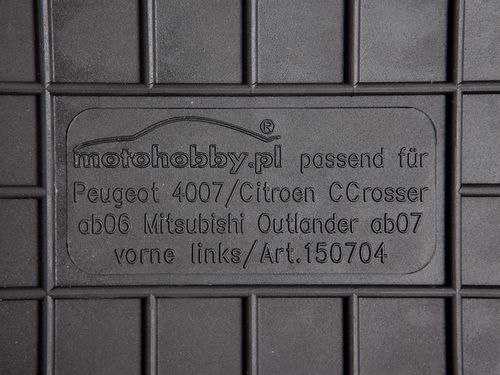 motohobby.pl ® passend für
Peugeot 4007/Citroen CCrosser
ab06 Mitsubishi Outlander ab07
vorne links/Art.150704